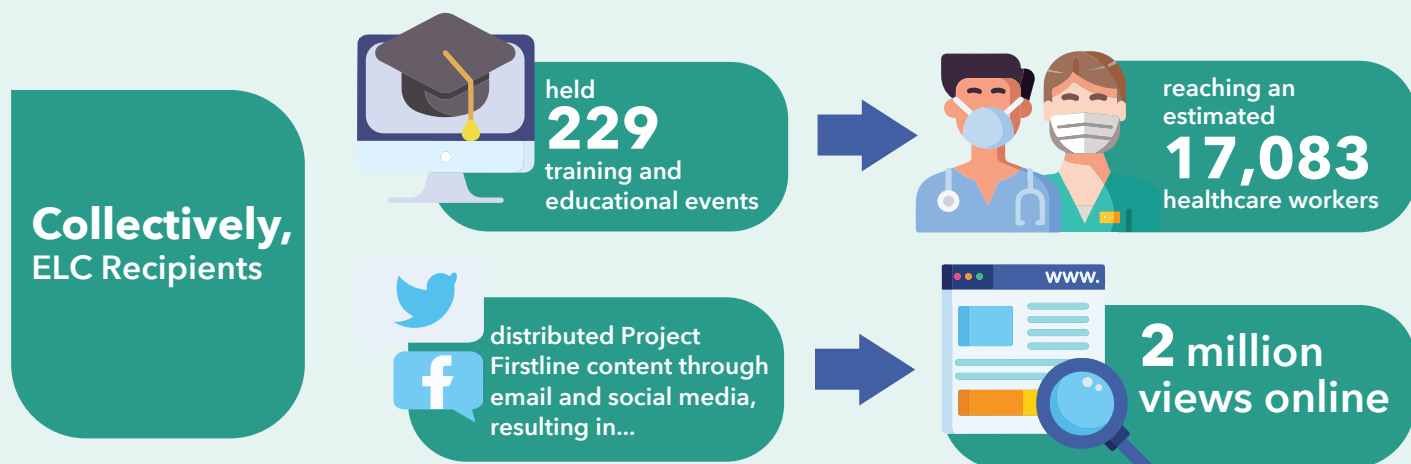 Collectively,
ELC Recipients
held
229
training and
educational events
reaching an
estimated
17,083
healthcare workers
distributed Project
Firstline content through
email and social media,
resulting in...
www.
2 million
views online